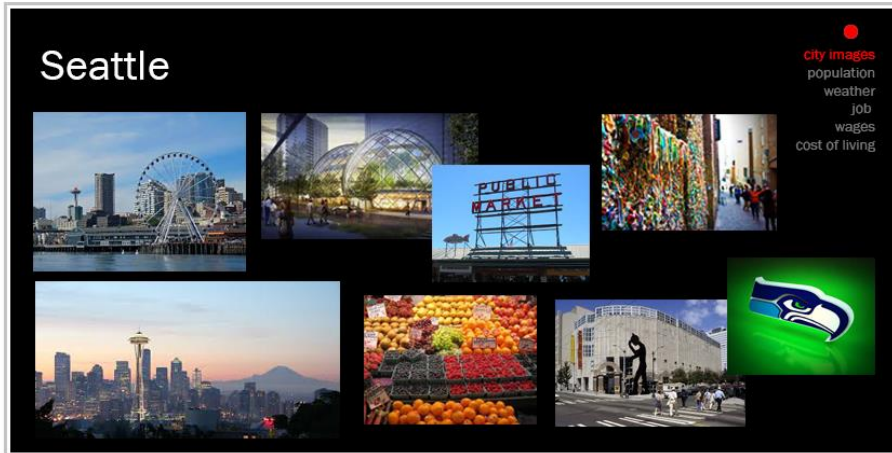 Seattle
city images
population
weather
job
wages
cost of living
PUBLIC
MARKET